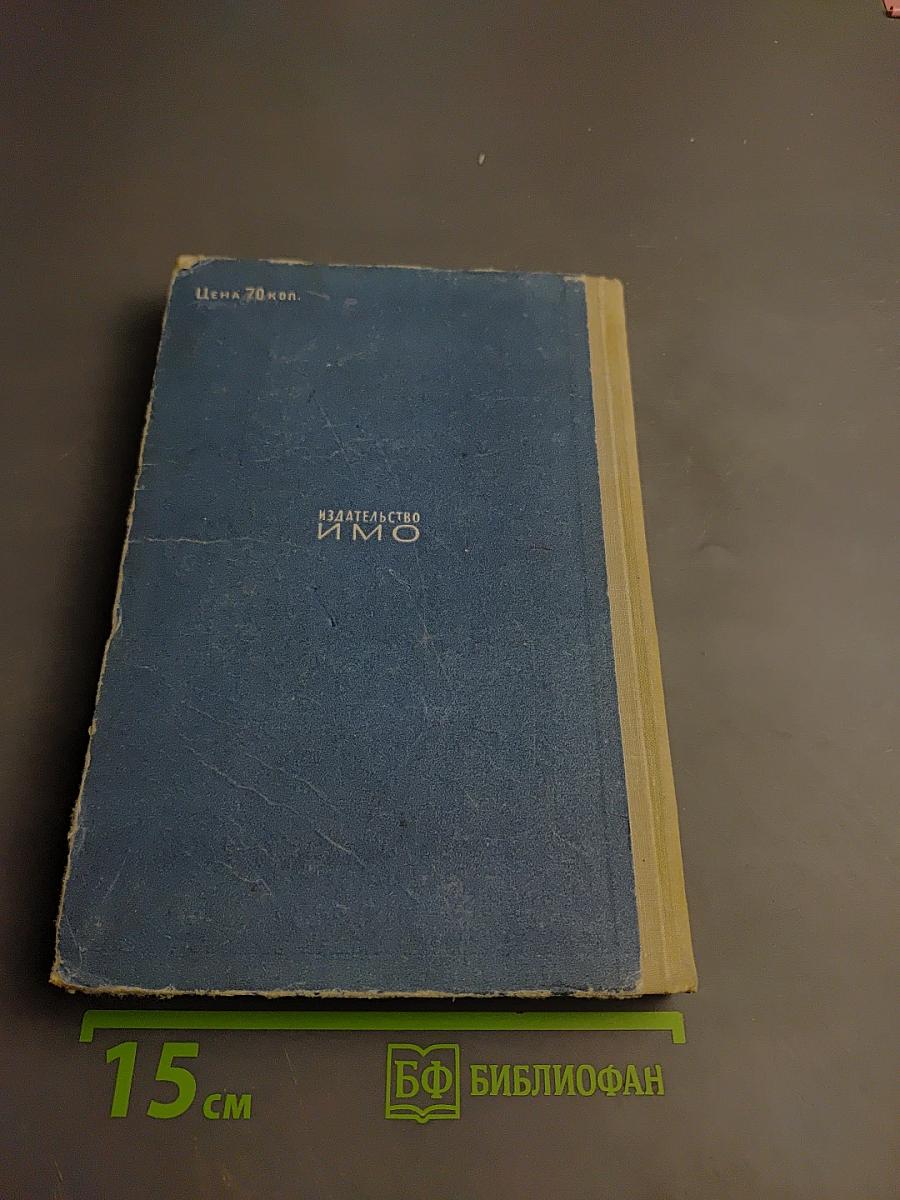 Цена 70 коп.
ИЗДАТЕЛЬСТВО
ИМО
15 см
БФ БИБЛИОФАН